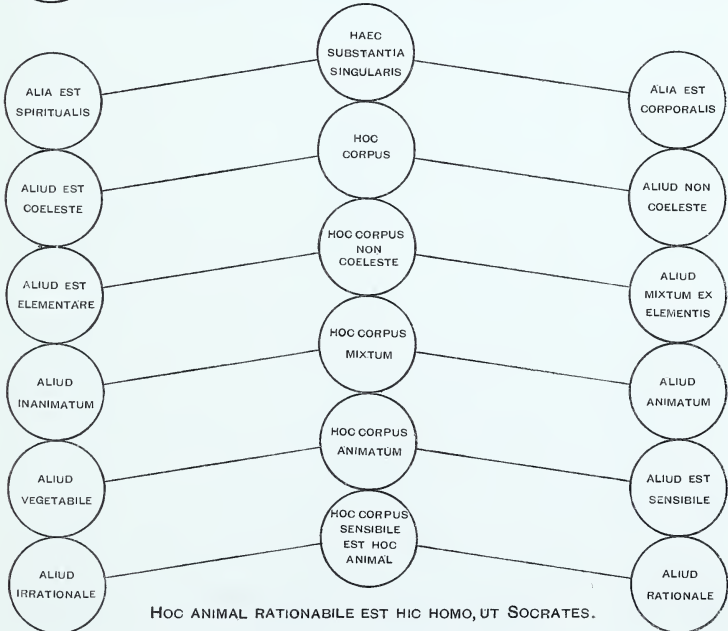 HAEC
SUBSTANTIA
SINGULARIS
ALIA EST
SPIRITUALIS
ALIA EST
CORPORALIS
HOC
CORPUS
ALIUD EST
COELESTE
ALIUD NON
COELESTE
HOC CORPUS
NON
COELESTE
ALIUD EST
ELEMENTARE
ALIUD
MIXTUM EX
ELEMENTIS
HOC CORPUS
MIXTUM
ALIUD
INANIMATUM
ALIUD
ANIMATUM
HOC CORPUS
ANIMATUM
ALIUD
VEGETABILE
ALIUD EST
SENSIBILE
HOC CORPUS
SENSIBILE
EST HOC
ANIMAL
ALIUD
IRRATIONALE
ALIUD
RATIONALE
HOC ANIMAL RATIONABILE EST HIC HOMO, UT SOCRATES.